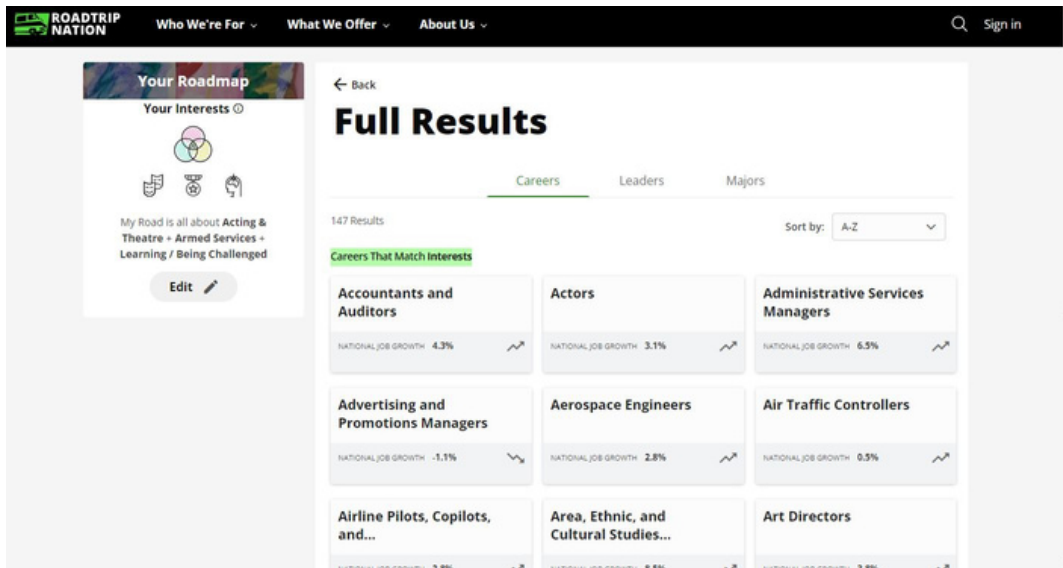 ROADTRIP
NATION
Who We're For
What We Offer
About Us
Sign in
Your Roadmap
Your Interests
My Road is all about Acting &
Theatre + Armed Services +
Learning / Being Challenged
Edit
Back
Full Results
Careers
Leaders
Majors
147 Results
Sort by:
A-Z
Careers That Match Interests
Accountants and
Auditors
NATIONAL JOB GROWTH 4.3%
Actors
NATIONAL JOB GROWTH 3.1%
Administrative Services
Managers
NATIONAL JOB GROWTH 6.5%
Advertising and
Promotions Managers
NATIONAL JOB GROWTH -1.1%
Aerospace Engineers
NATIONAL JOB GROWTH 2.8%
Air Traffic Controllers
NATIONAL JOB GROWTH 0.5%
Airline Pilots, Copilots,
and...
Area, Ethnic, and
Cultural Studies...
Art Directors